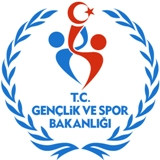 T.C.
GENÇLİK VE SPOR
BAKANLIĞI